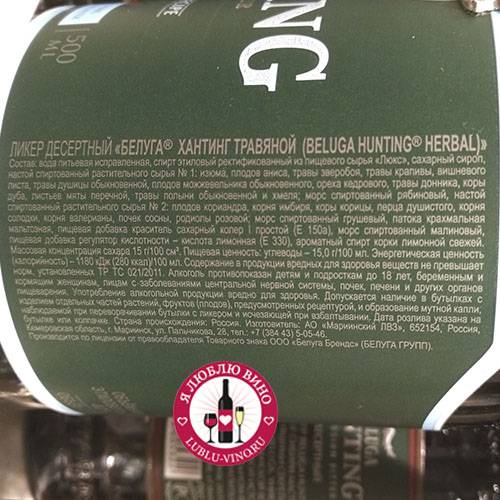 500
ML
NG
ЛИКЕР ДЕСЕРТНЫЙ «БЕЛУГА® ХАНТИНГ ТРАВЯНОЙ (BELUGA HUNTING® HERBAL)»
Состав: вода питьевая исправленная, спирт этиловый ректификованный из пищевого сырья «Люкс», сахарный сироп,
настой спиртованный растительного сырья № 1: изюма, плодов аниса, травы зверобоя, травы крапивы, вишневого
листа, травы душицы обыкновенной, плодов можжевельника обыкновенного, ореха кедрового, травы донника, коры
дуба, листьев мяты перечной, травы полыни обыкновенной и хмеля; морс спиртованный рябиновый, настой
спиртованный растительного сырья № 2: плодов кориандра, корня имбиря, коры корицы, перца душистого, корня
солодки, корня валерианы, почек сосны, родиолы розовой; морс спиртованный грушевый, патока крахмальная
мальтозная, пищевая добавка краситель сахарный колер I простой (Е 150а), морс спиртованный малиновый,
пищевая добавка регулятор кислотности – кислота лимонная (Е 330), ароматный спирт корки лимонной свежей.
Массовая концентрация сахара 15 г/100 см³. Пищевая ценность: углеводы – 15,0 г/100 мл. Энергетическая ценность
(калорийность) – 1180 кДж (280 ккал)/100 мл. Содержание в продукции вредных для здоровья веществ не превышает
норм, установленных ТР ТС 021/2011. Алкоголь противопоказан детям и подросткам до 18 лет, беременным и
кормящим женщинам, лицам с заболеваниями центральной нервной системы, почек, печени и других органов
пищеварения. Употребление алкогольной продукции вредно для здоровья. Допускается наличие в бутылках с
изделием отдельных частей растений, фруктов (плодов), предусмотренных рецептурой, и образование мутной капли,
наблюдаемой при переворачивании бутылки с ликером и исчезающей при взбалтывании. Дата розлива указана на
бутылке или колпачке. Страна происхождения: Россия. Изготовитель: АО «Мариинский ЛВЗ», 652154, Россия,
Кемеровская область, г. Мариинск, ул. Пальчикова, 28, тел.: +7 (384 43) 5-05-46.
Производится по лицензии от правообладателя Товарного знака ООО «Белуга Брендс» (БЕЛУГА ГРУПП).
Я ЛЮБЛЮ ВИНО
LUBLU-VINO.RU
BELUGA
NTING